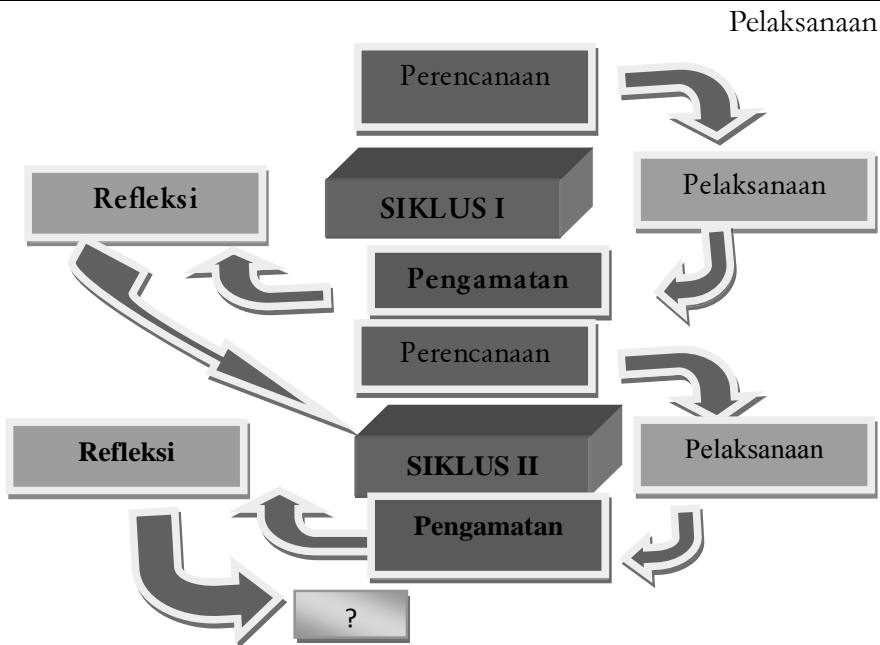 Pelaksanaan
Perencanaan
Refleksi
SIKLUS I
Pelaksanaan
Pengamatan
Perencanaan
Refleksi
SIKLUS II
Pelaksanaan
Pengamatan
?